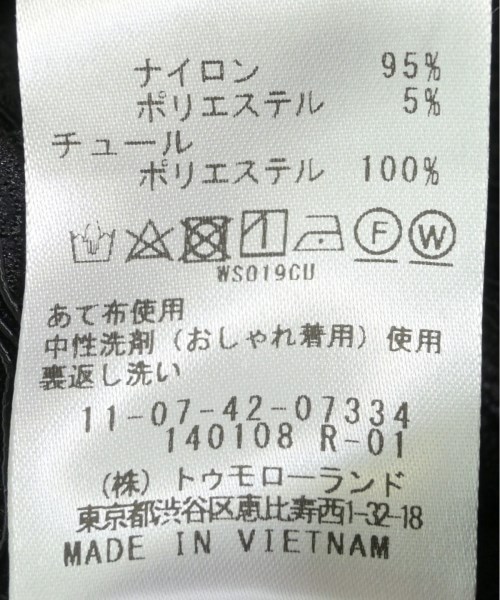 ナイロン 95%
ポリエステル 5%
チュール
ポリエステル 100%
F W
WS019CU
あて布使用
中性洗剤(おしゃれ着用)使用
裏返し洗い
11-07-42-07334
140108 R-01
(株)トゥモローランド
東京都渋谷区恵比寿西1-32-18
MADE IN VIETNAM